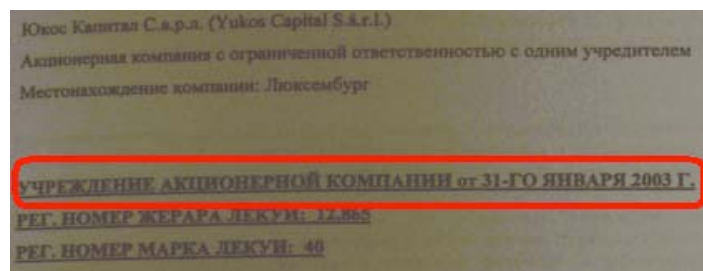 Юкос Капитал С.а.р.л. (Yukos Capital S.a.r.l.)
Акционерная компания с ограниченной ответственностью с одним учредителем
Местонахождение компании: Люксембург
УЧРЕЖДЕНИЕ АКЦИОНЕРНОЙ КОМПАНИИ от 31-ГО ЯНВАРЯ 2003 Г.
РЕГ. НОМЕР ЖЕРАРА ЛЕКУИ: 12.865
РЕГ. НОМЕР МАРКА ЛЕКУИ: 40